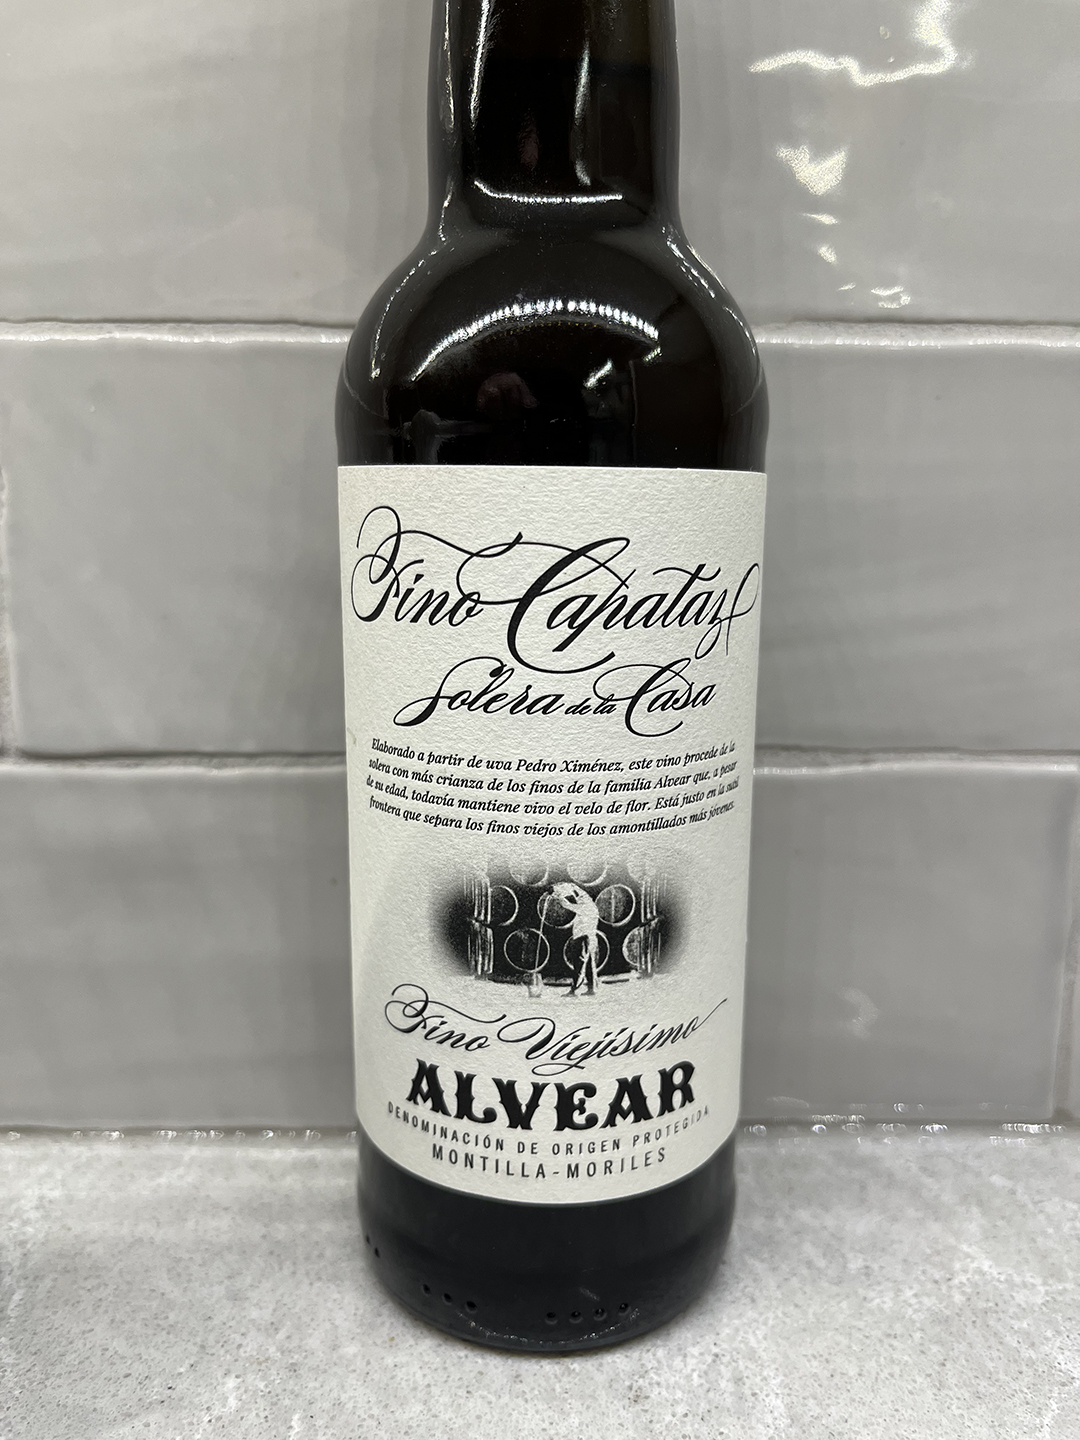 Fino Capataz
Solera de la Casa
Elaborado a partir de uva Pedro Ximénez, este vino procede de la
solera con más crianza de los finos de la familia Alvear que, a pesar
de su edad, todavía mantiene vivo el velo de flor. Está justo en la sutil
frontera que separa los finos viejos de los amontillados más jóvenes.
Fino Viejísimo
ALVEAR
DENOMINACIÓN DE ORIGEN PROTEGIDA
MONTILLA-MORILES